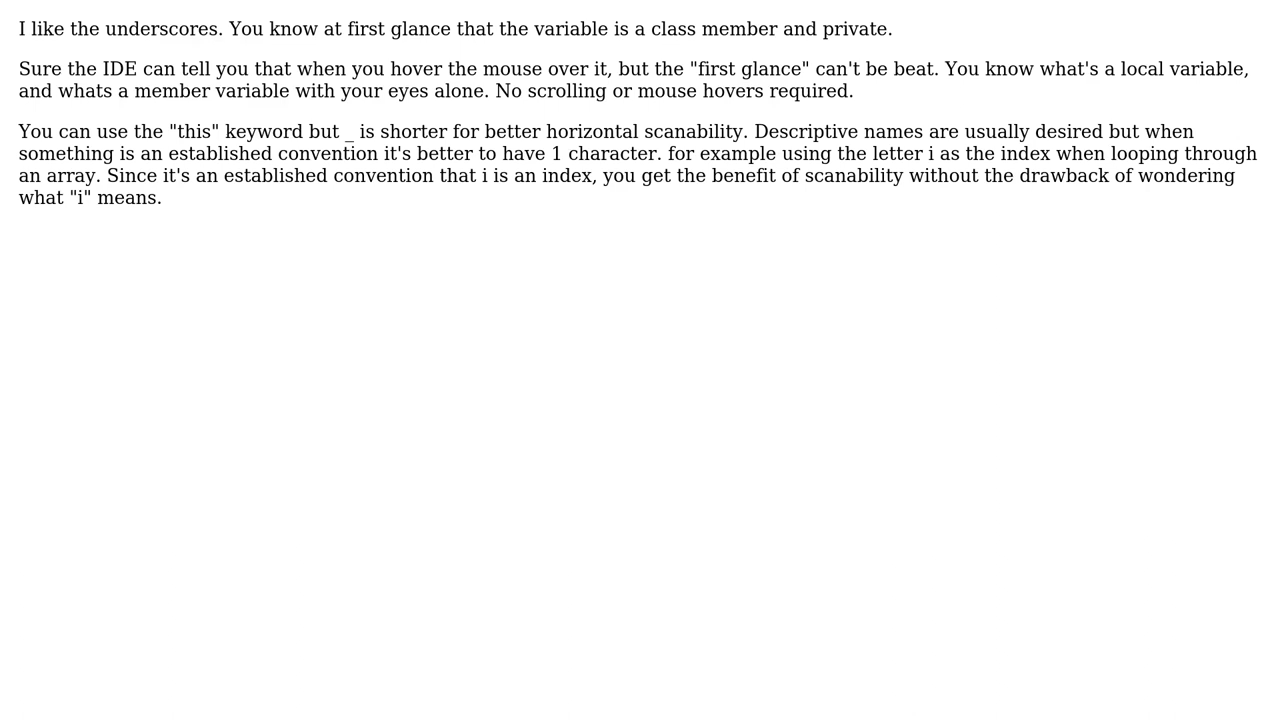 I like the underscores. You know at first glance that the variable is a class member and private.
Sure the IDE can tell you that when you hover the mouse over it, but the "first glance" can't be beat. You know what's a local variable,
and whats a member variable with your eyes alone. No scrolling or mouse hovers required.
You can use the "this" keyword but _ is shorter for better horizontal scanability. Descriptive names are usually desired but when
something is an established convention it's better to have 1 character. for example using the letter i as the index when looping through
an array. Since it's an established convention that i is an index, you get the benefit of scanability without the drawback of wondering
what "i" means.